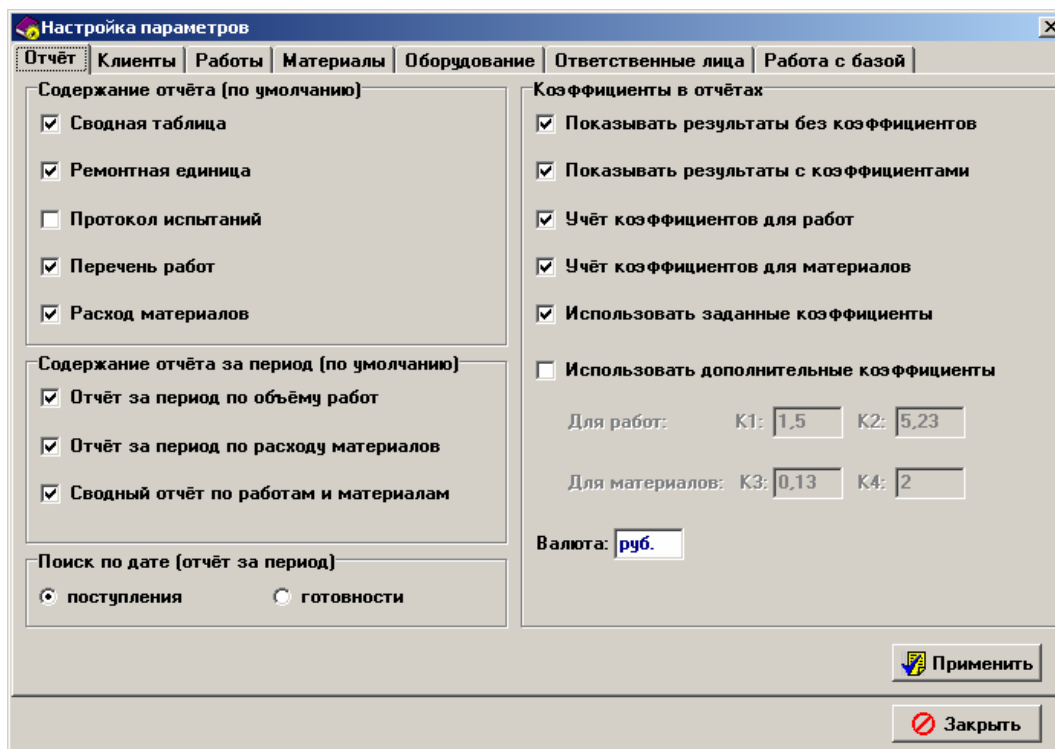 Настройка параметров
Отчёт Клиенты Работы Материалы Оборудование Ответственные лица Работа с базой
Содержание отчёта (по умолчанию)
Сводная таблица
Ремонтная единица
Протокол испытаний
Перечень работ
Расход материалов
Содержание отчёта за период (по умолчанию)
Отчёт за период по объёму работ
Отчёт за период по расходу материалов
Сводный отчёт по работам и материалам
Поиск по дате (отчёт за период)
поступления готовности
Коэффициенты в отчётах
Показывать результаты без коэффициентов
Показывать результаты с коэффициентами
Учёт коэффициентов для работ
Учёт коэффициентов для материалов
Использовать заданные коэффициенты
Использовать дополнительные коэффициенты
Для работ: К1: 1,5 К2: 5,23
Для материалов: К3: 0,13 К4: 2
Валюта: руб.
Применить
Закрыть